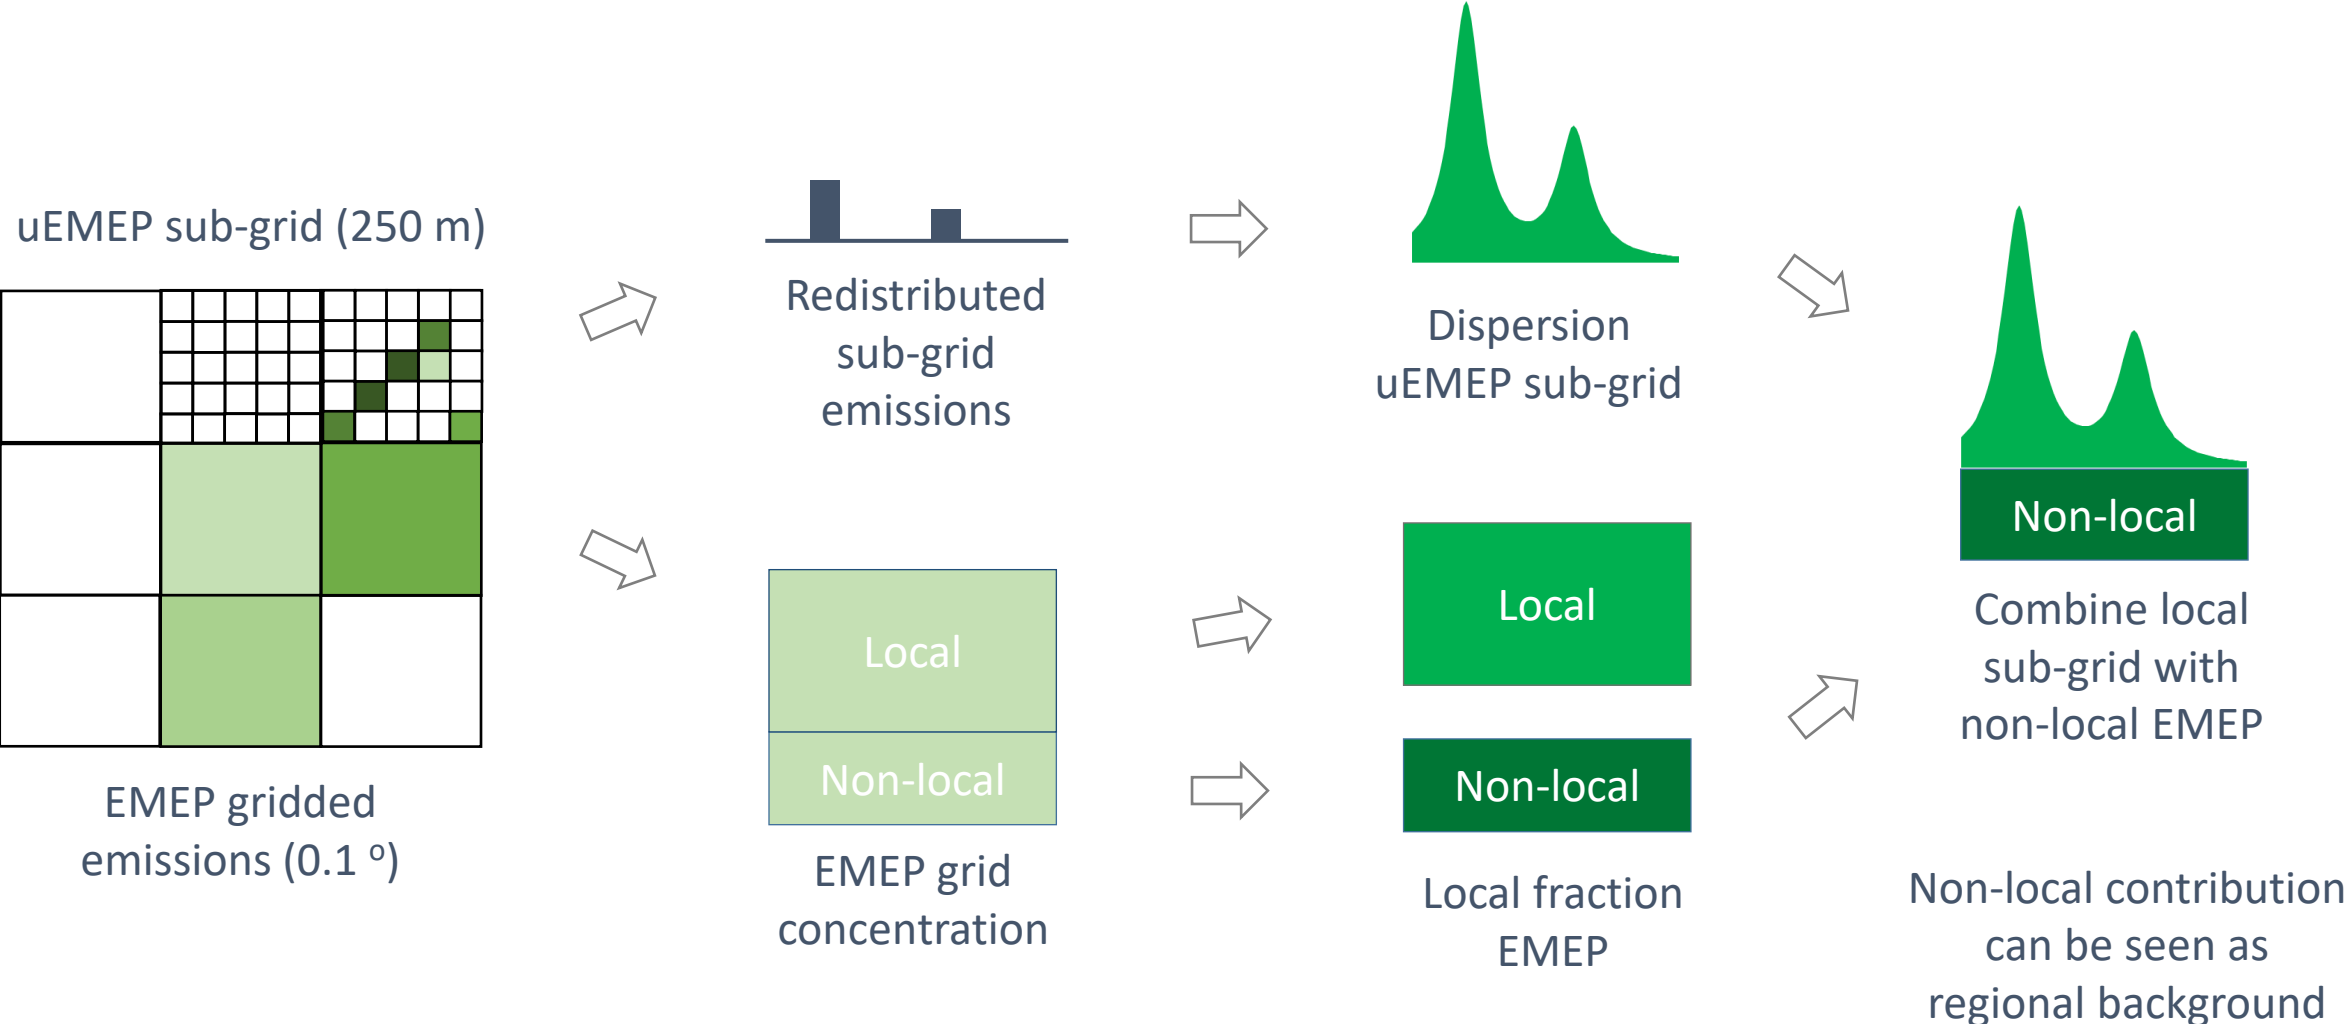 uEMEP sub-grid (250 m)
EMEP gridded
emissions (0.1 º)
Redistributed
sub-grid
emissions
Local
Non-local
EMEP grid
concentration
Dispersion
uEMEP sub-grid
Local
Non-local
Local fraction
EMEP
Non-local
Combine local
sub-grid with
non-local EMEP
Non-local contribution
can be seen as
regional background